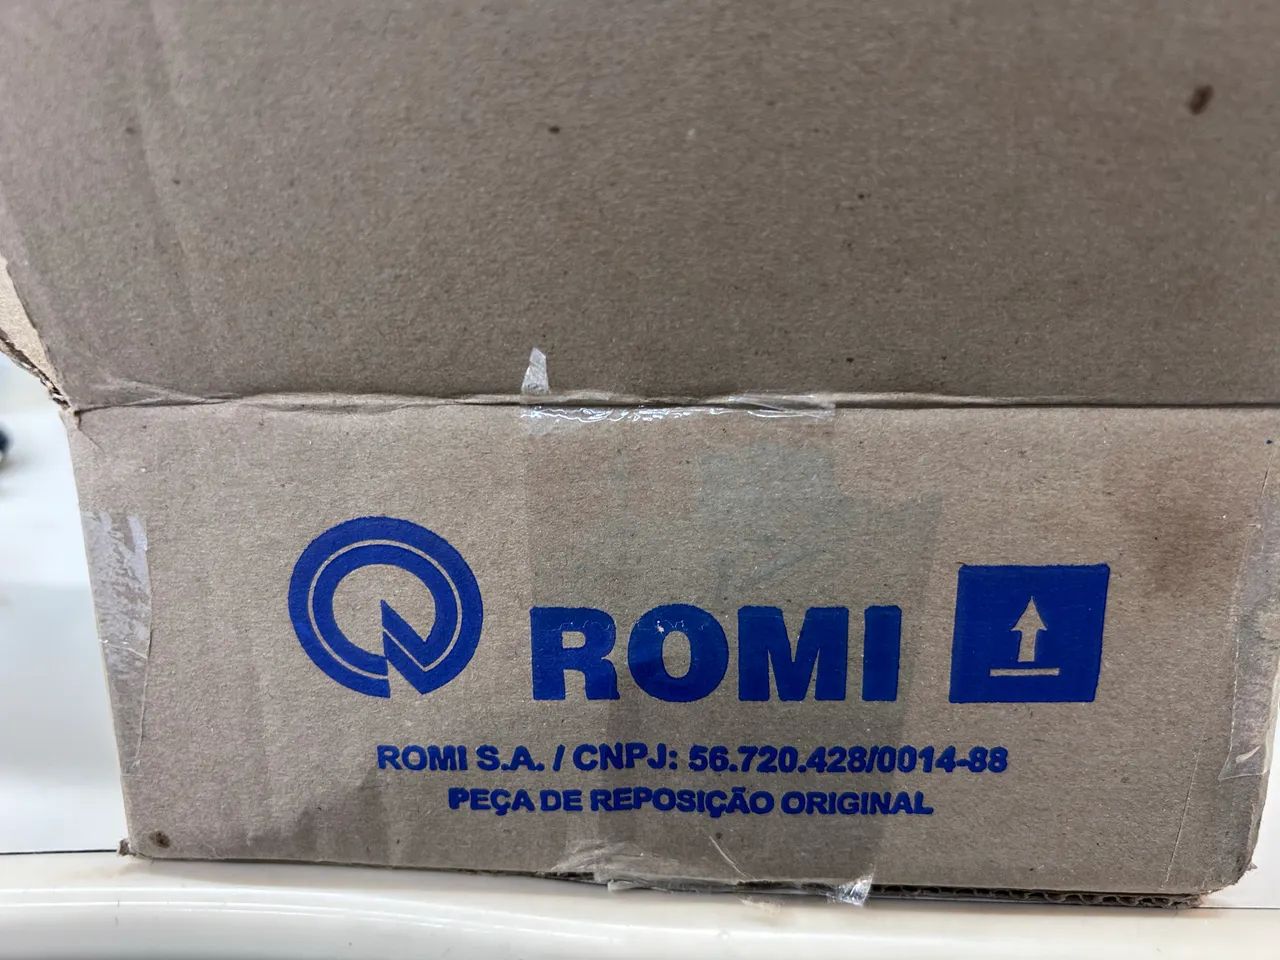 ROMI
ROMI S.A. / CNPJ: 56.720.428/0014-88
PEÇA DE REPOSIÇÃO ORIGINAL